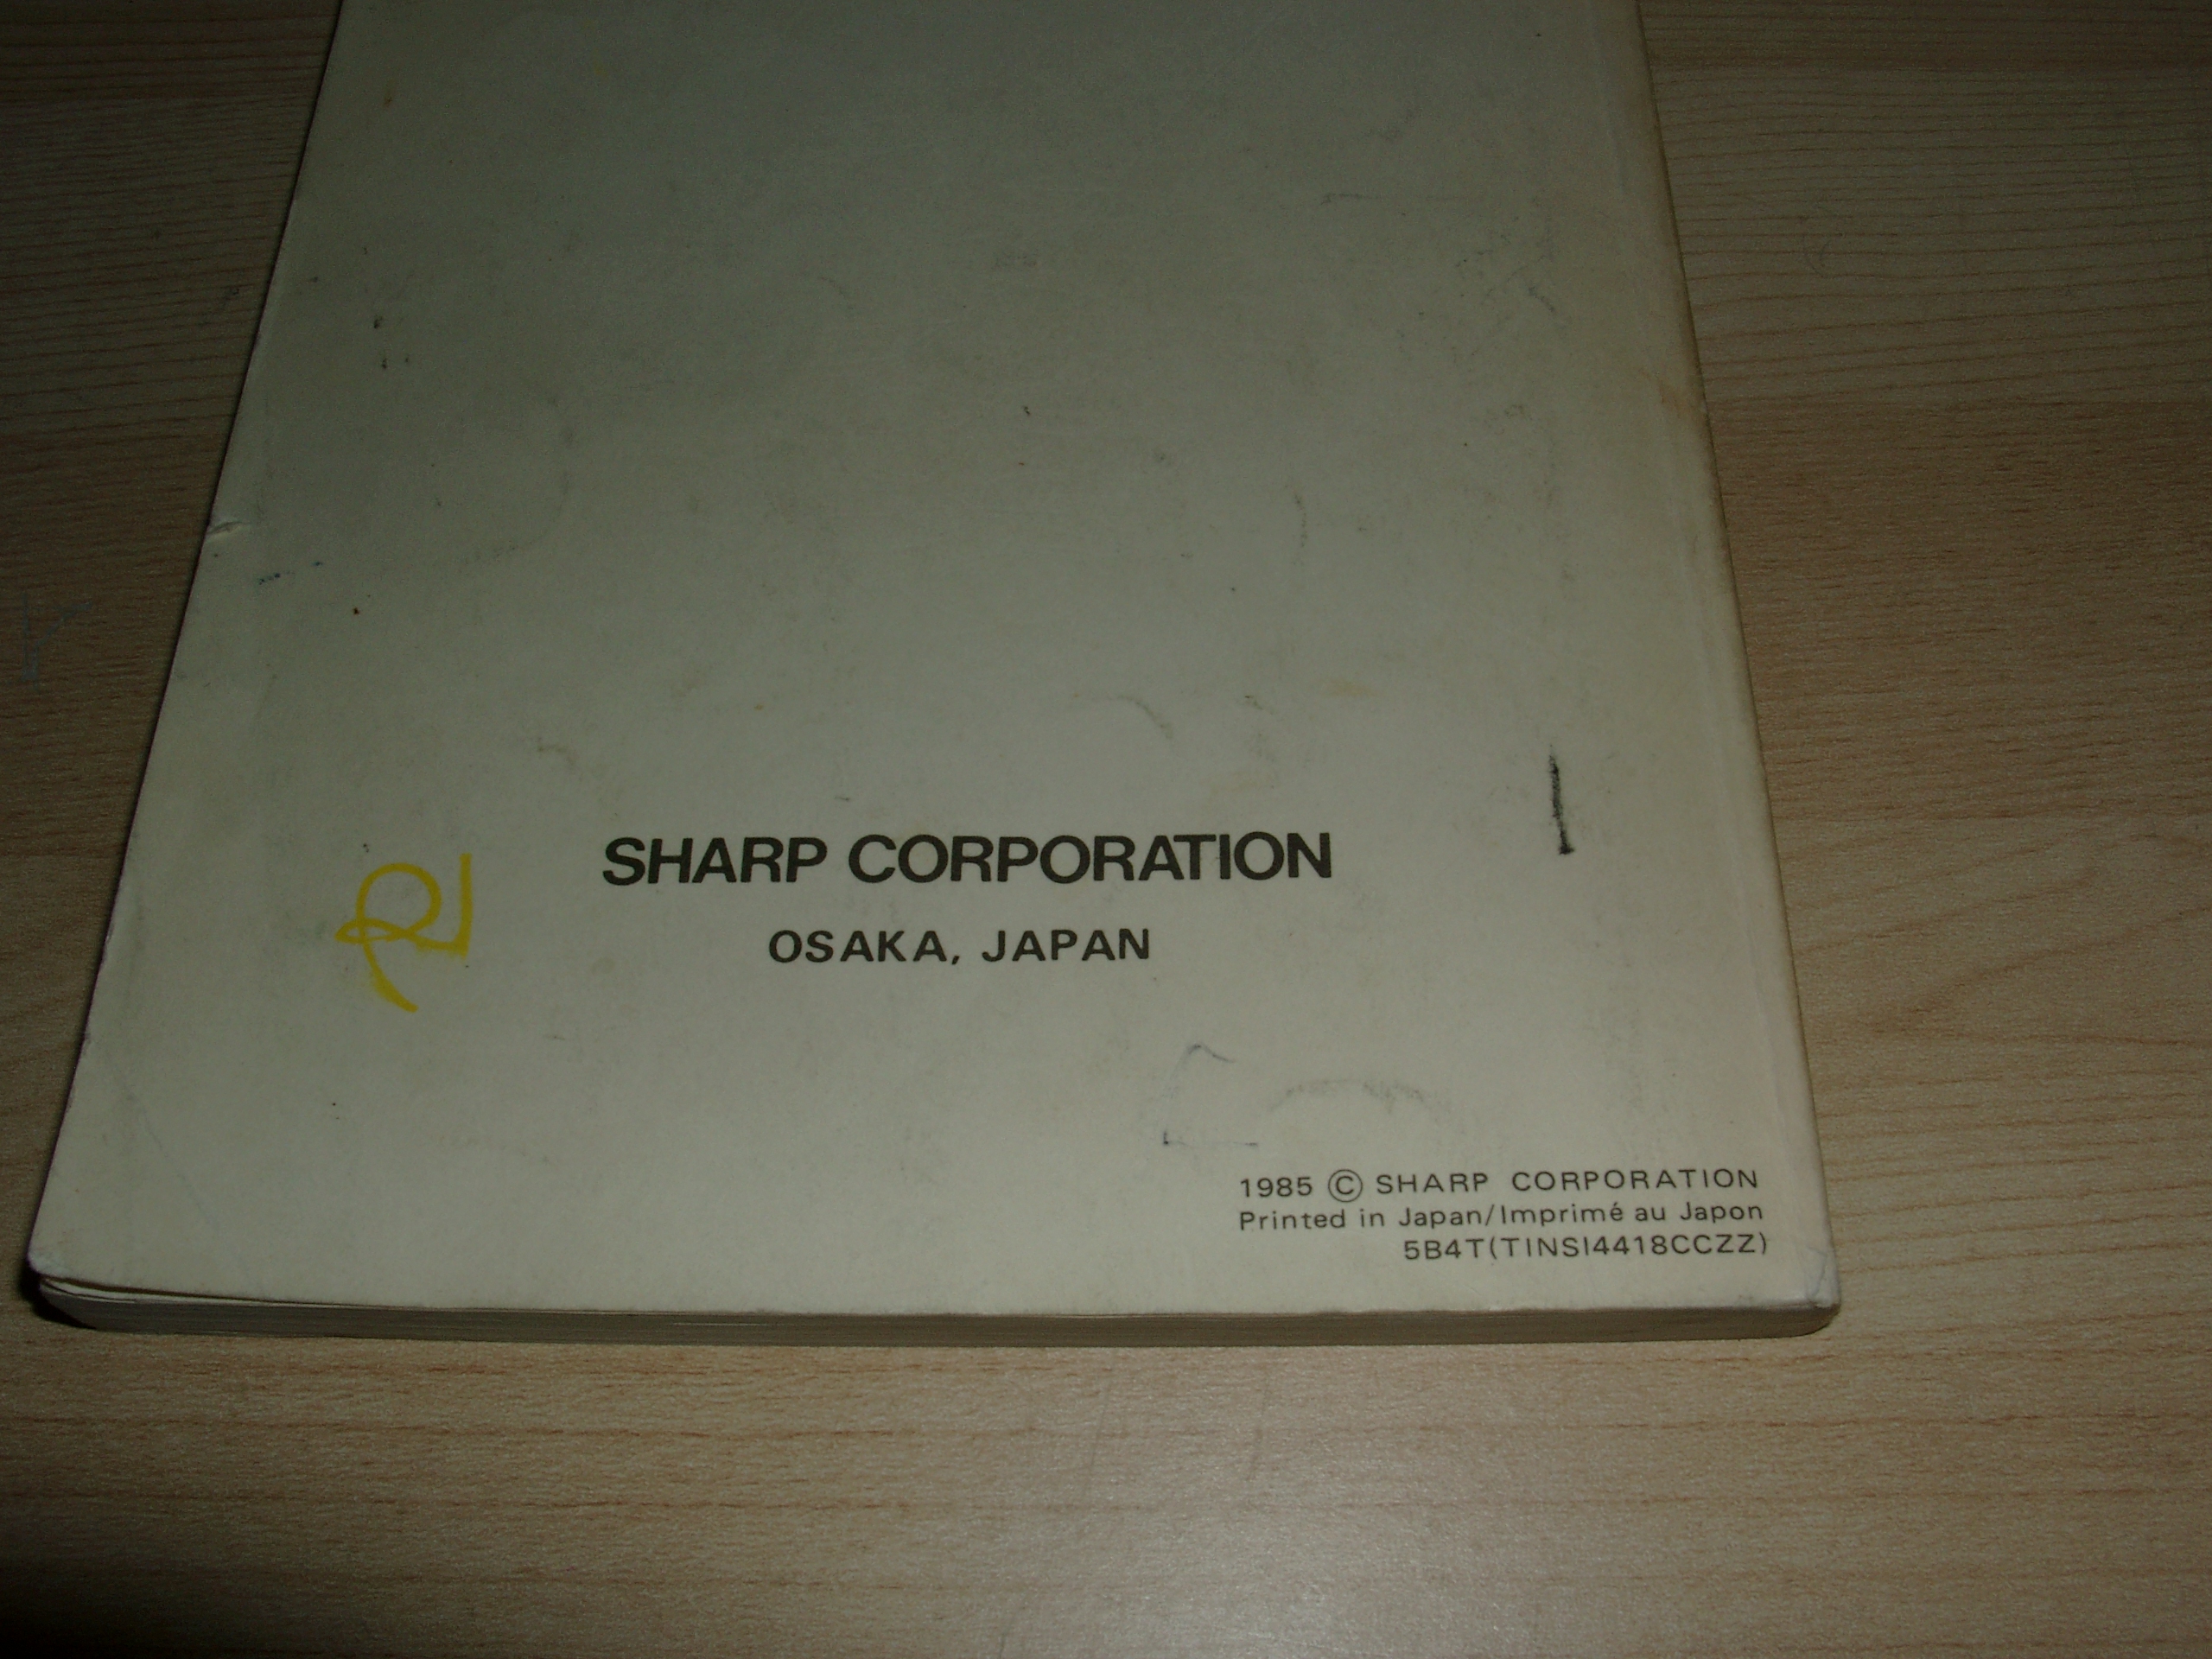 SHARP CORPORATION
OSAKA, JAPAN
1985 © SHARP CORPORATION
Printed in Japan/Imprimé au Japon
5B4T(TINSI4418CCZZ)